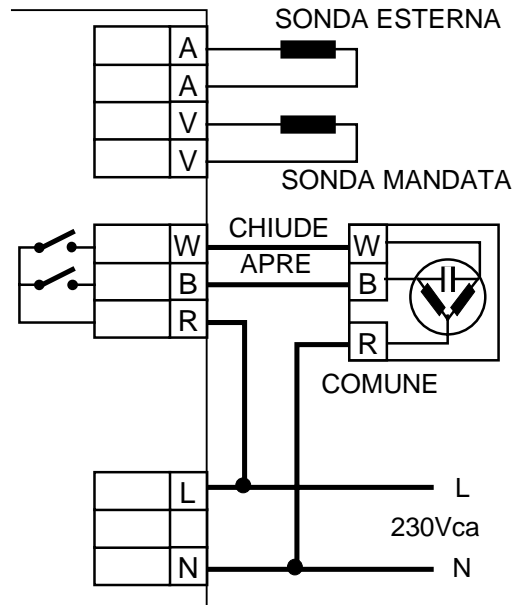 SONDA ESTERNA
A
A
V
V
SONDA MANDATA
W CHIUDE W
B APRE B
R R
COMUNE
L L
230Vca
N N